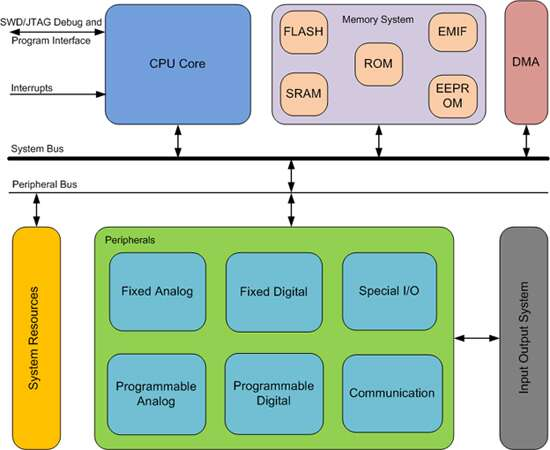 SWD/JTAG Debug and
Program Interface
Interrupts
CPU Core
Memory System
FLASH
EMIF
ROM
SRAM
EEPR
OM
DMA
System Bus
Peripheral Bus
System Resources
Peripherals
Fixed Analog
Fixed Digital
Special I/O
Programmable
Analog
Programmable
Digital
Communication
Input Output System